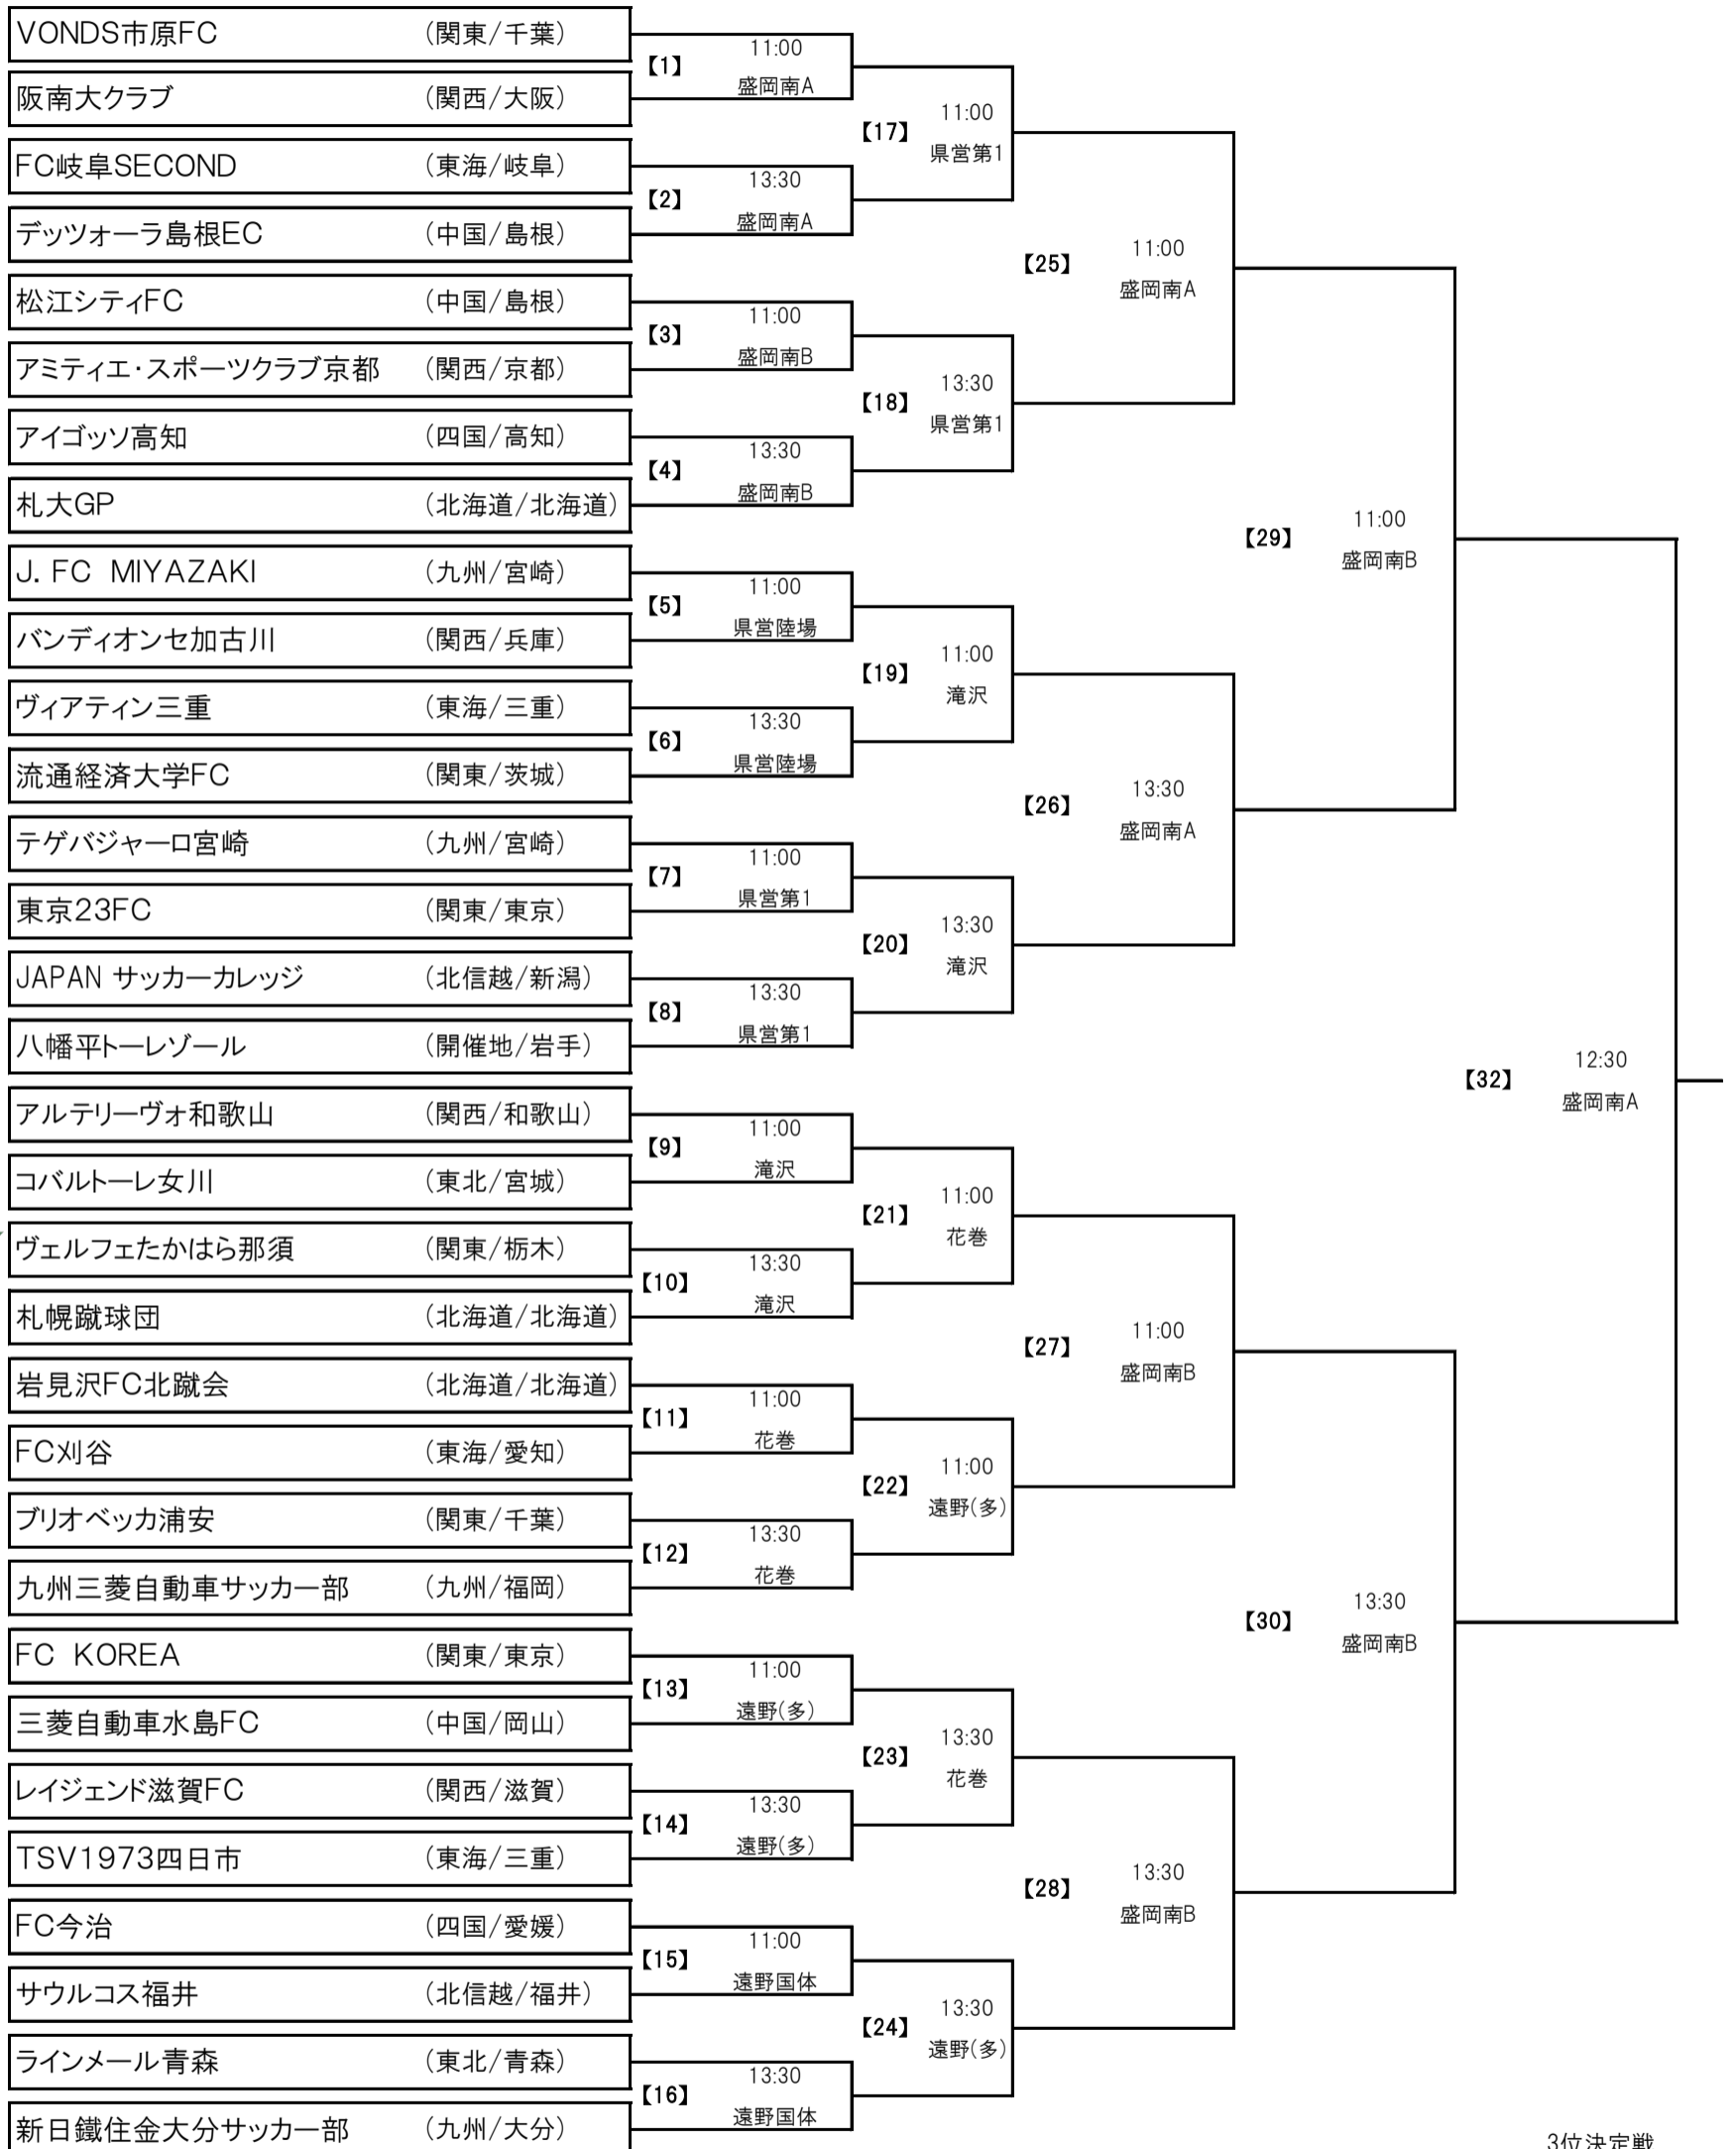 VONDS市原FC (関東/千葉)
阪南大クラブ (関西/大阪)
FC岐阜SECOND (東海/岐阜)
デッツォーラ島根EC (中国/島根)
松江シティFC (中国/島根)
アミティエ・スポーツクラブ京都 (関西/京都)
アイゴッソ高知 (四国/高知)
札大GP (北海道/北海道)
J. FC MIYAZAKI (九州/宮崎)
バンディオンセ加古川 (関西/兵庫)
ヴィアティン三重 (東海/三重)
流通経済大学FC (関東/茨城)
テゲバジャーロ宮崎 (九州/宮崎)
東京23FC (関東/東京)
JAPAN サッカーカレッジ (北信越/新潟)
八幡平トーレゾール (開催地/岩手)
アルテリーヴォ和歌山 (関西/和歌山)
コバルトーレ女川 (東北/宮城)
ヴェルフェたかはら那須 (関東/栃木)
札幌蹴球団 (北海道/北海道)
岩見沢FC北蹴会 (北海道/北海道)
FC刈谷 (東海/愛知)
ブリオベッカ浦安 (関東/千葉)
九州三菱自動車サッカー部 (九州/福岡)
FC KOREA (関東/東京)
三菱自動車水島FC (中国/岡山)
レイジェンド滋賀FC (関西/滋賀)
TSV1973四日市 (東海/三重)
FC今治 (四国/愛媛)
サウルコス福井 (北信越/福井)
ラインメール青森 (東北/青森)
新日鐵住金大分サッカー部 (九州/大分)
【1】 11:00
盛岡南A
【2】 13:30
盛岡南A
【3】 11:00
盛岡南B
【4】 13:30
盛岡南B
【5】 11:00
県営陸場
【6】 13:30
県営陸場
【7】 11:00
県営第1
【8】 13:30
県営第1
【9】 11:00
滝沢
【10】 13:30
滝沢
【11】 11:00
花巻
【12】 13:30
花巻
【13】 11:00
遠野(多)
【14】 13:30
遠野(多)
【15】 11:00
遠野国体
【16】 13:30
遠野国体
【17】 11:00
県営第1
【18】 13:30
県営第1
【19】 11:00
滝沢
【20】 13:30
滝沢
【21】 11:00
花巻
【22】 11:00
遠野(多)
【23】 13:30
花巻
【24】 13:30
遠野(多)
【25】 11:00
盛岡南A
【26】 13:30
盛岡南A
【27】 11:00
盛岡南B
【28】 13:30
盛岡南B
【29】 11:00
盛岡南B
【30】 13:30
盛岡南B
【32】 12:30
盛岡南A
3位決定戦